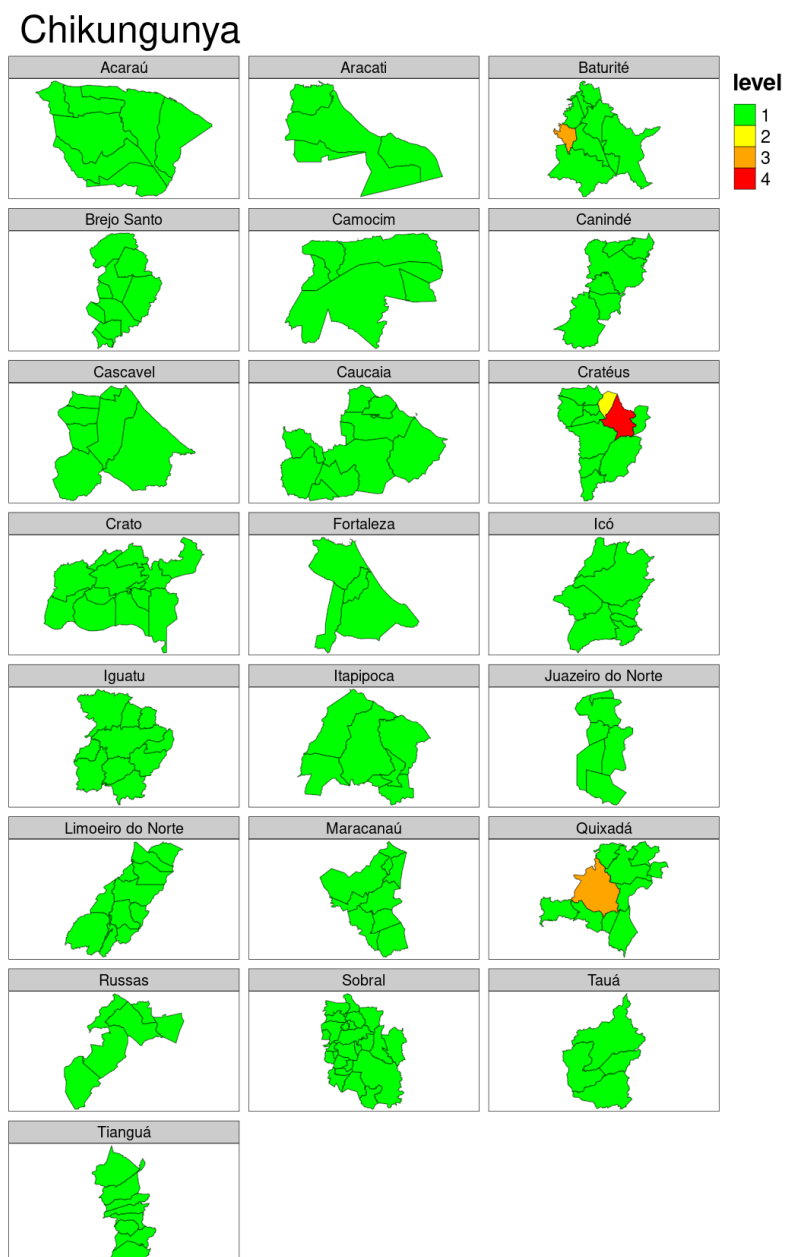 Chikungunya
Acaraú
Aracati
Baturité
level
1
2
3
4
Brejo Santo
Camocim
Canindé
Cascavel
Caucaia
Cratéus
Crato
Fortaleza
Icó
Iguatu
Itapipoca
Juazeiro do Norte
Limoeiro do Norte
Maracanaú
Quixadá
Russas
Sobral
Tauá
Tianguá